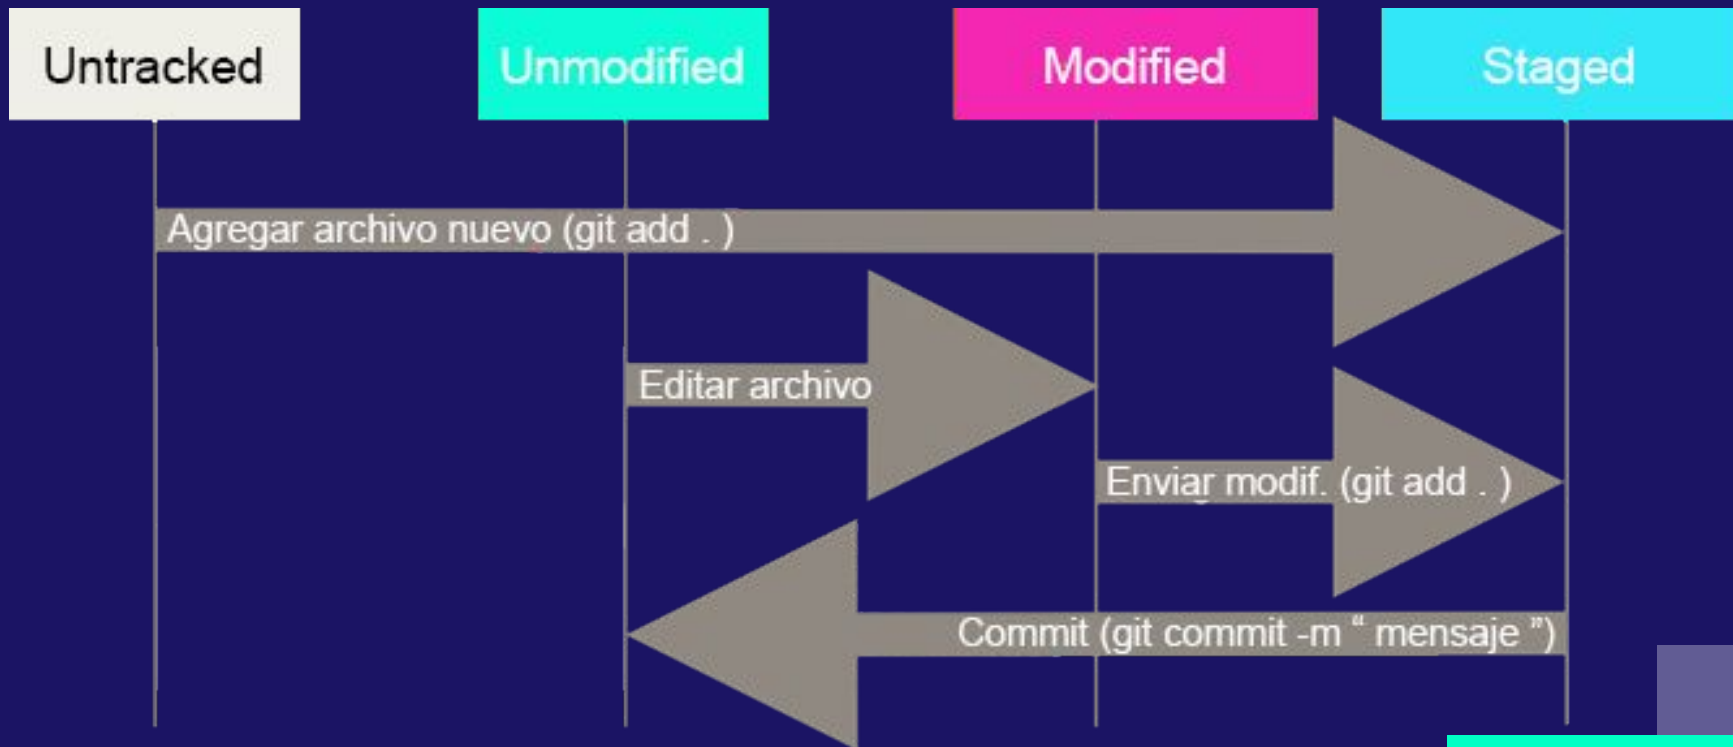 Untracked
Unmodified
Modified
Staged
Agregar archivo nuevo (git add . )
Editar archivo
Enviar modif. (git add . )
Commit (git commit -m “ mensaje ”)